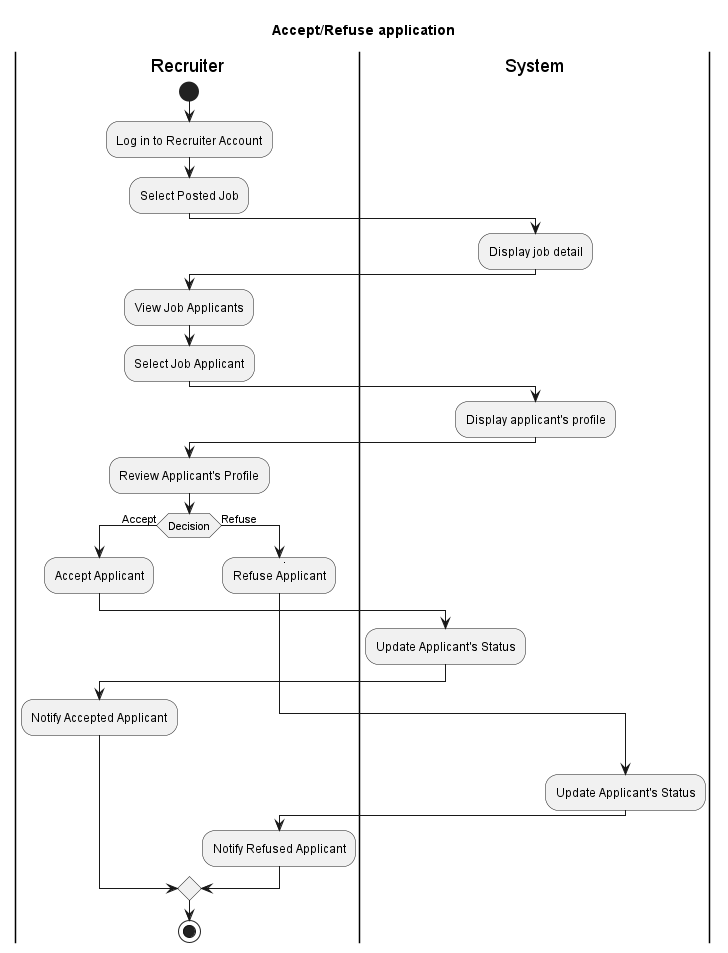 Accept/Refuse application
Recruiter
System
Log in to Recruiter Account
Select Posted Job
Display job detail
View Job Applicants
Select Job Applicant
Display applicant's profile
Review Applicant's Profile
Accept
Decision
Refuse
Accept Applicant
Refuse Applicant
Update Applicant's Status
Notify Accepted Applicant
Update Applicant's Status
Notify Refused Applicant